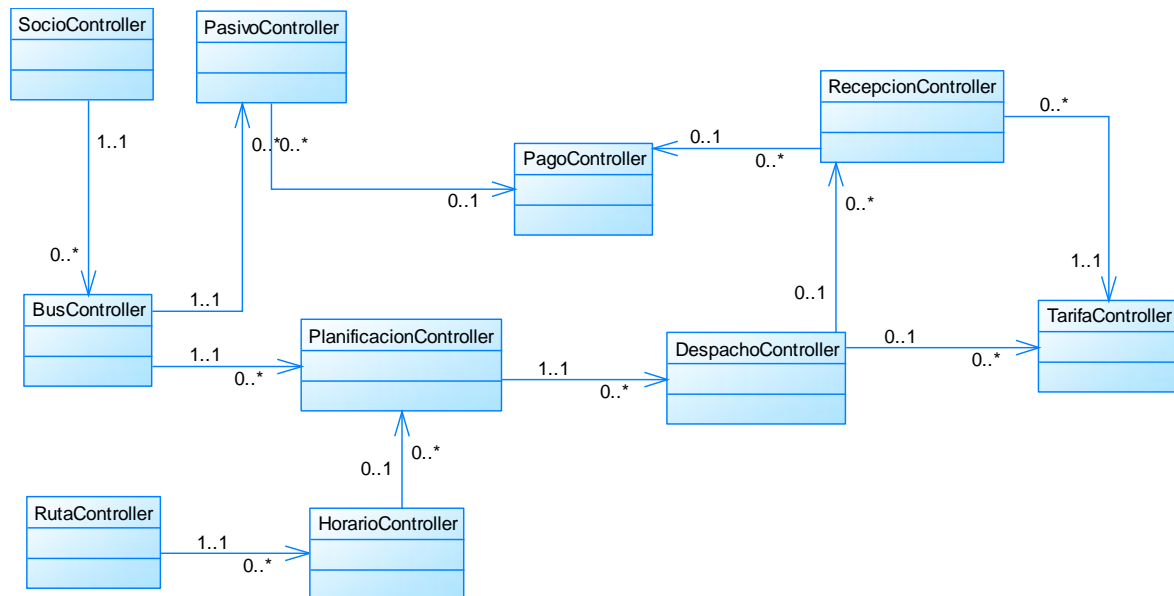 SocioController
PasivoController
RecepcionController
1..1
0..*
0..*
0..*
PagoController
0..1
0..*
0..1
0..*
0..*
1..1
BusController
1..1
0..1
TarifaController
PlanificacionController
DespachoController
1..1
0..*
1..1
0..*
0..1
0..*
0..1
0..*
RutaController
HorarioController
1..1
0..*